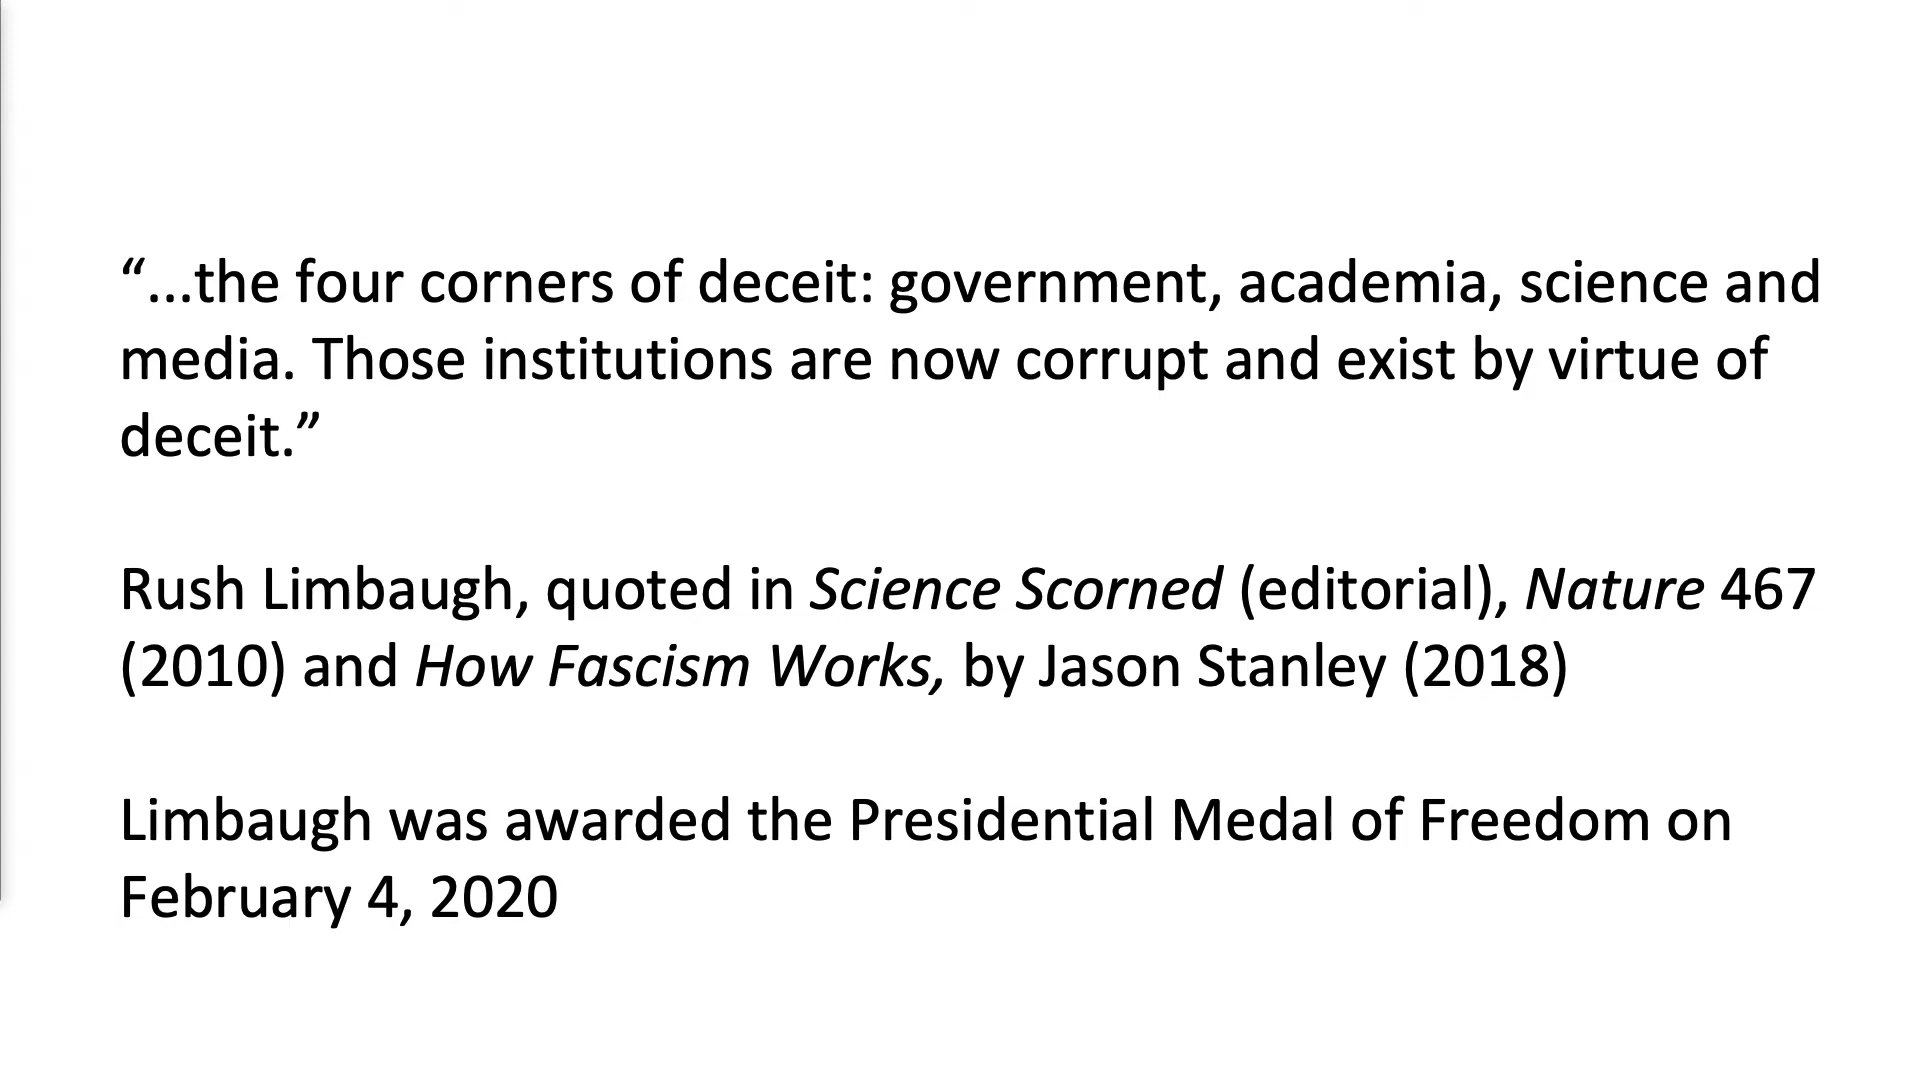 “...the four corners of deceit: government, academia, science and
media. Those institutions are now corrupt and exist by virtue of
deceit.”
Rush Limbaugh, quoted in Science Scorned (editorial), Nature 467
(2010) and How Fascism Works, by Jason Stanley (2018)
Limbaugh was awarded the Presidential Medal of Freedom on
February 4, 2020